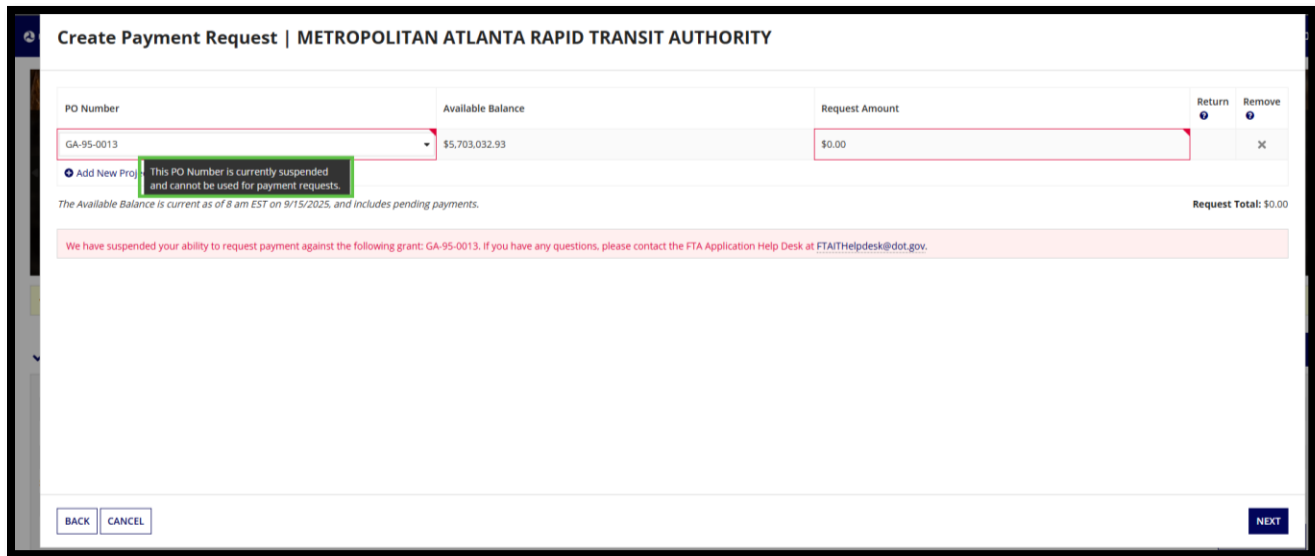 Create Payment Request | METROPOLITAN ATLANTA RAPID TRANSIT AUTHORITY
PO Number Available Balance Request Amount Return Remove
GA-95-0013 $5,703,032.93 $0.00
Add New
This PO Number is currently suspended
and cannot be used for payment requests.
The Available Balance is current as of 8 am EST on 9/15/2025, and includes pending payments. Request Total: $0.00
We have suspended your ability to request payment against the following grant: GA-95-0013. If you have any questions, please contact the FTA Application Help Desk at FTAITHelpdesk@dot.gov.
BACK CANCEL NEXT